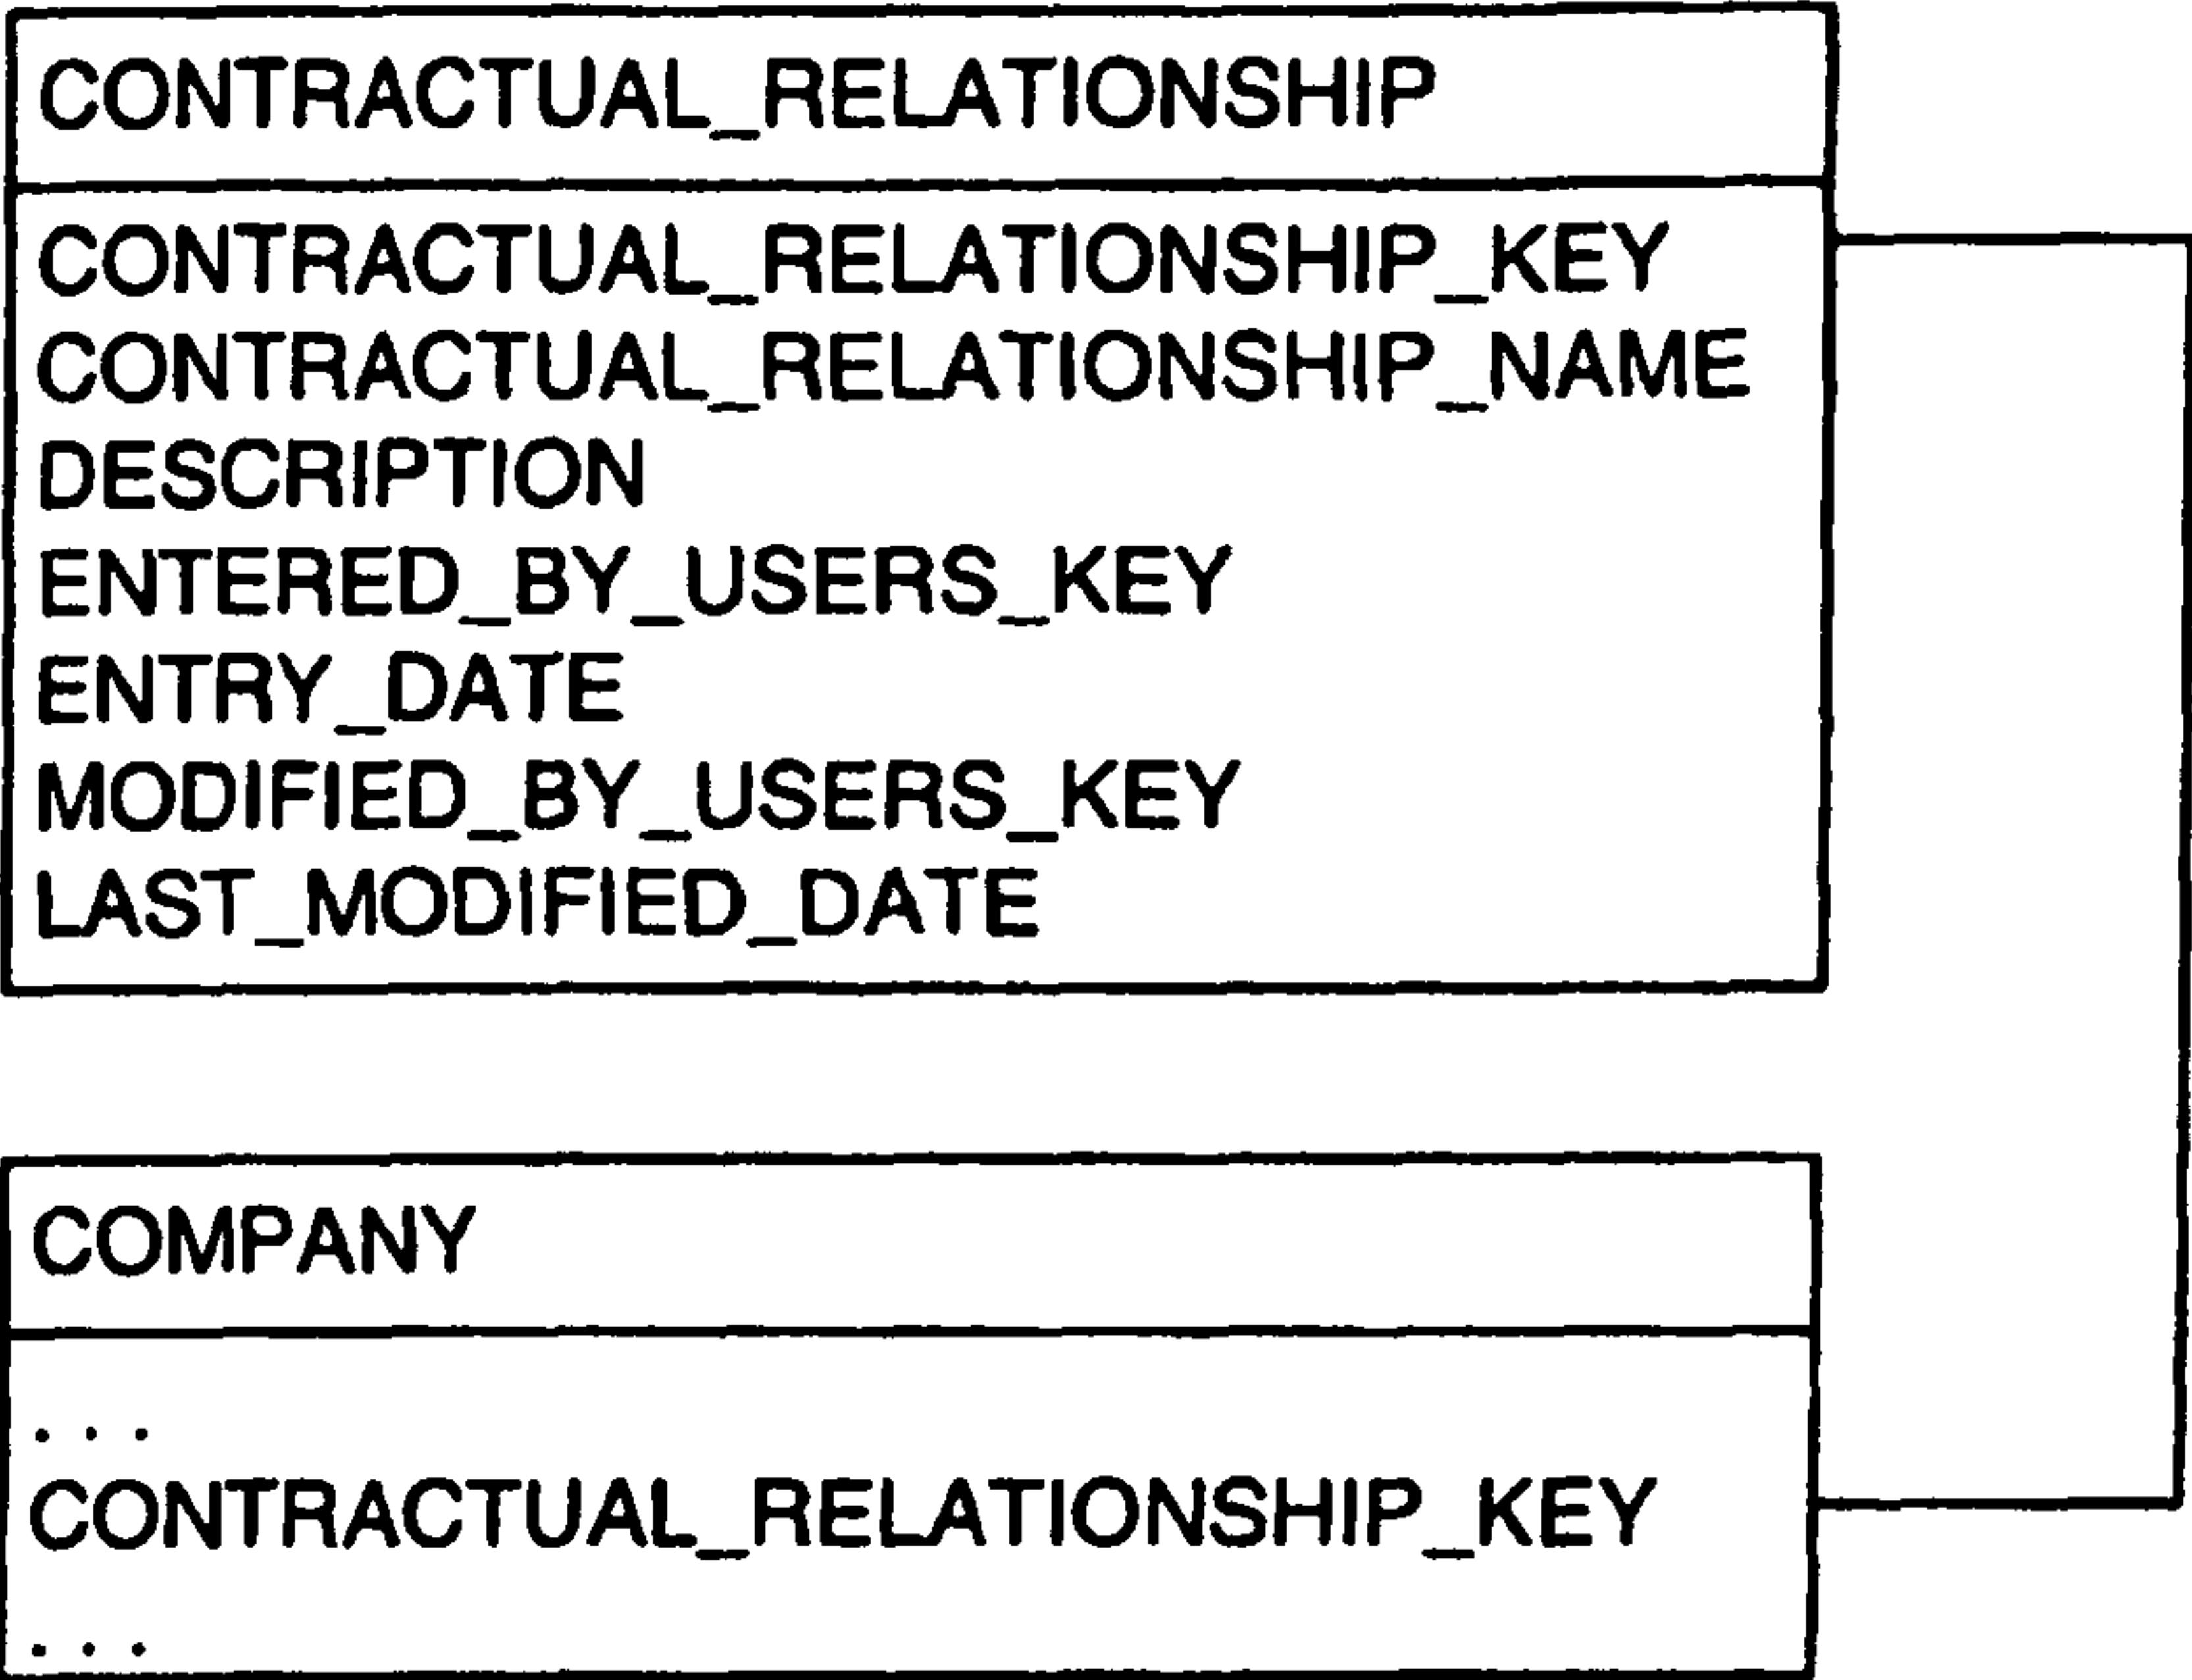 CONTRACTUAL_RELATIONSHIP
CONTRACTUAL_RELATIONSHIP_KEY
CONTRACTUAL_RELATIONSHIP_NAME
DESCRIPTION
ENTERED_BY_USERS_KEY
ENTRY_DATE
MODIFIED_BY_USERS_KEY
LAST_MODIFIED_DATE
COMPANY
. . .
CONTRACTUAL_RELATIONSHIP_KEY
. . .